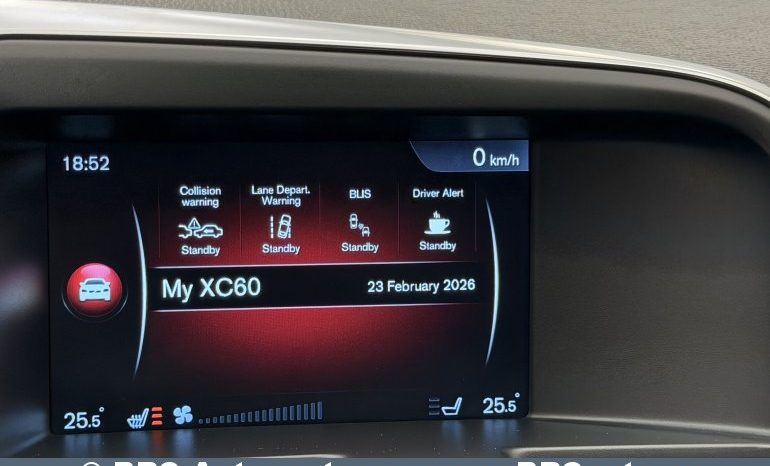 18:52
0 km/h
Collision
warning
Standby
Lane Depart.
Warning
Standby
BLIS
Standby
Driver Alert
Standby
My XC60
23 February 2026
25.5°
25.5°